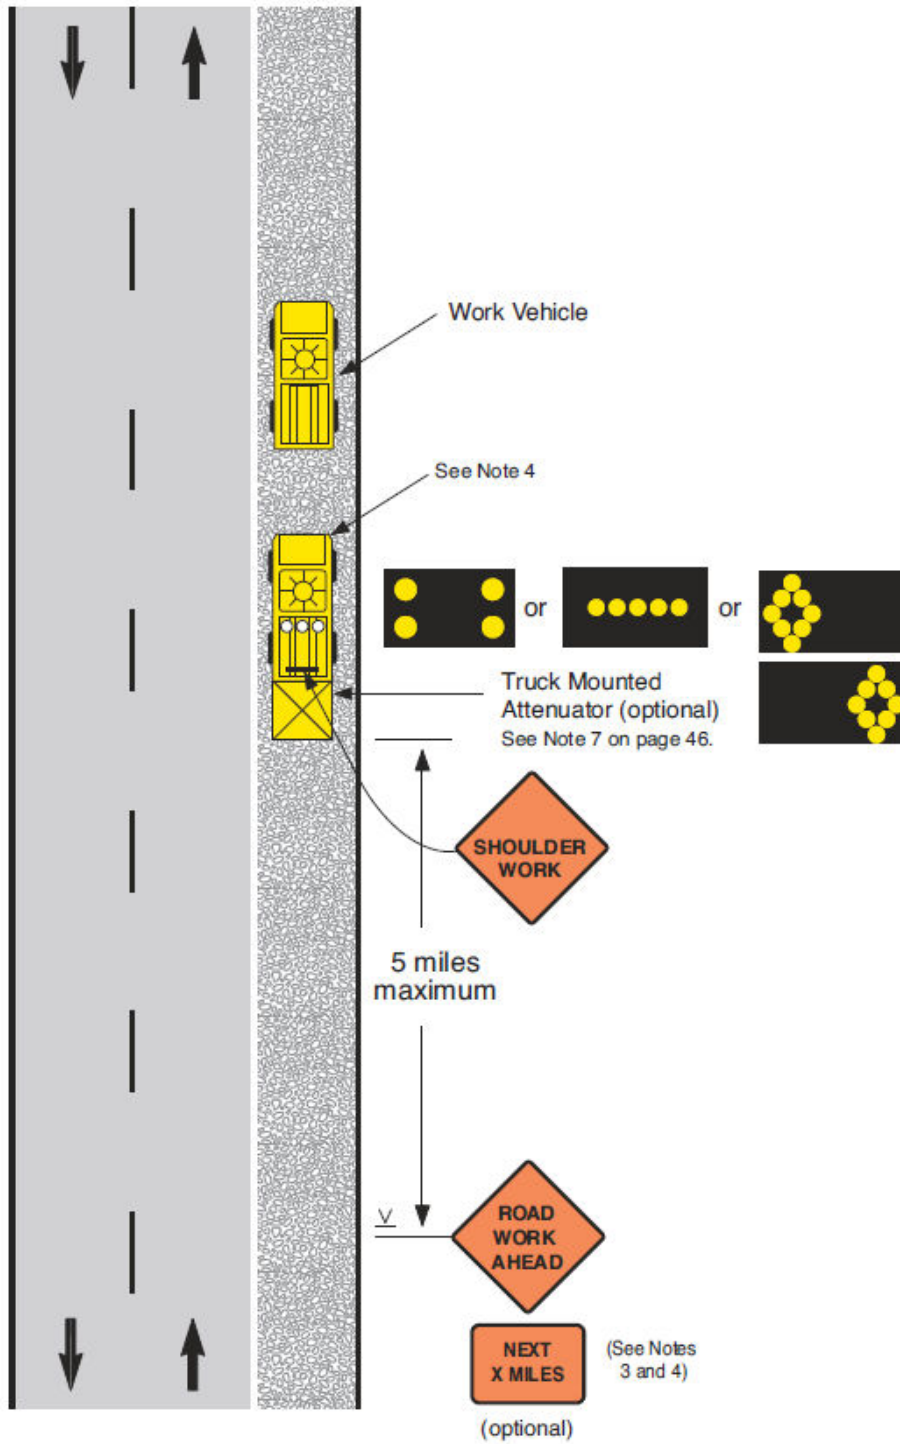 Work Vehicle
See Note 4
or
or
Truck Mounted
Attenuator (optional)
See Note 7 on page 46.
SHOULDER
WORK
5 miles
maximum
V
ROAD
WORK
AHEAD
NEXT
X MILES
(See Notes
3 and 4)
(optional)